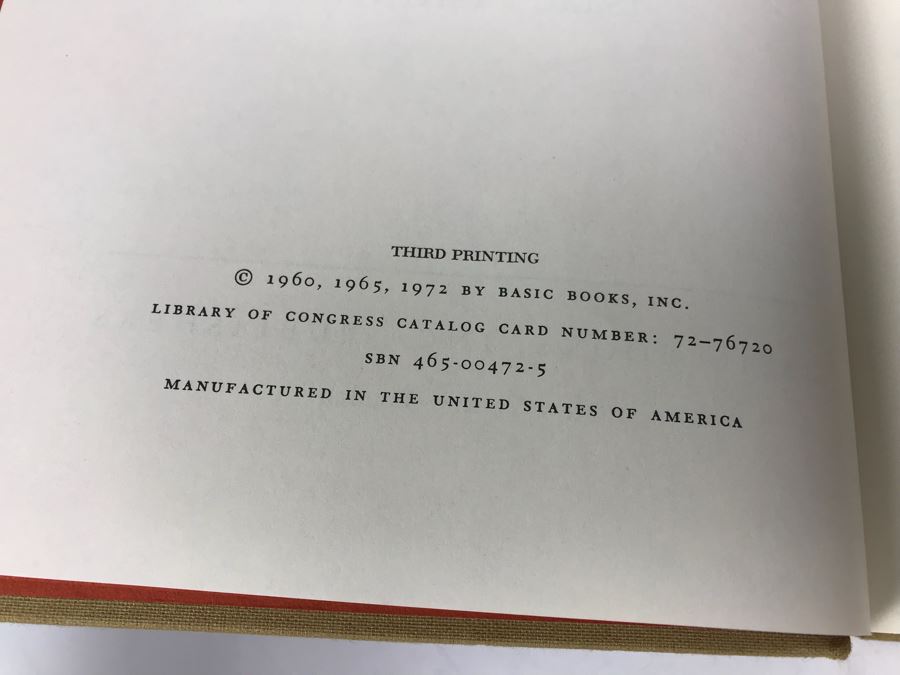 THIRD PRINTING
© 1960, 1965, 1972 BY BASIC BOOKS, INC.
LIBRARY OF CONGRESS CATALOG CARD NUMBER: 72–76720
SBN 465-00472-5
MANUFACTURED IN THE UNITED STATES OF AMERICA